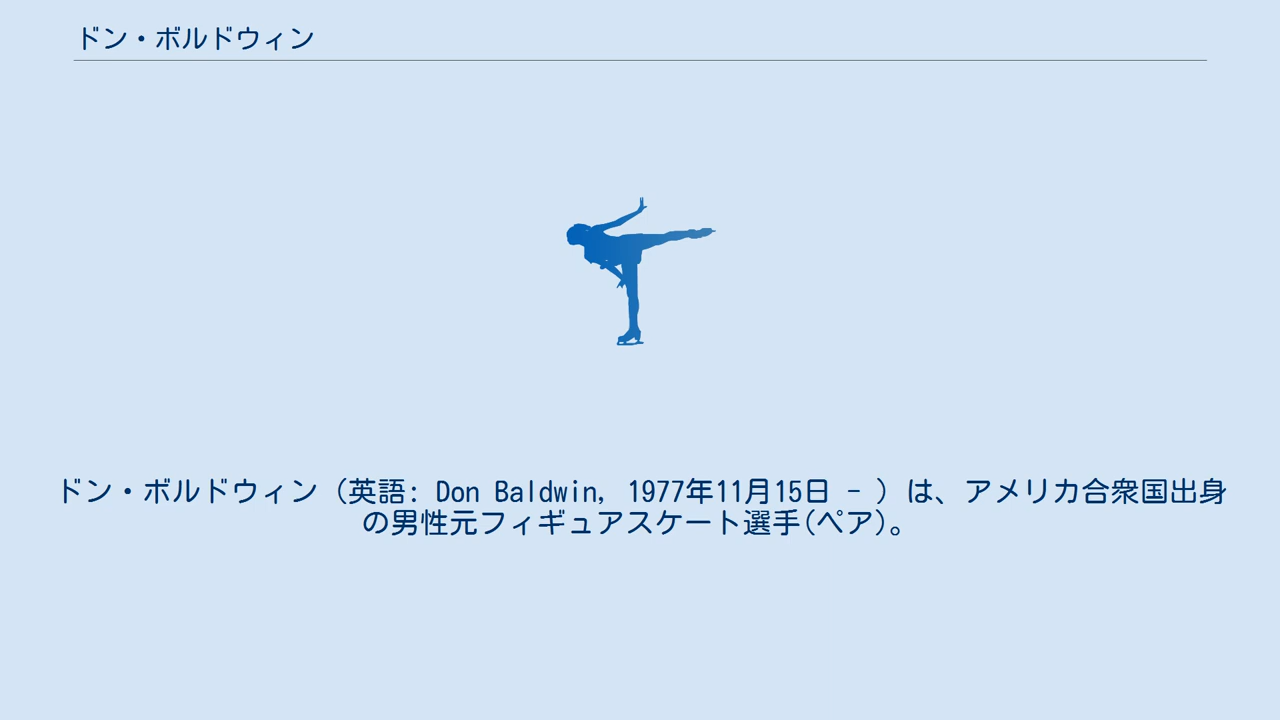 ドン・ボルドウィン
ドン・ボルドウィン（英語: Don Baldwin, 1977年11月15日 - ）は、アメリカ合衆国出身
の男性元フィギュアスケート選手(ペア)。